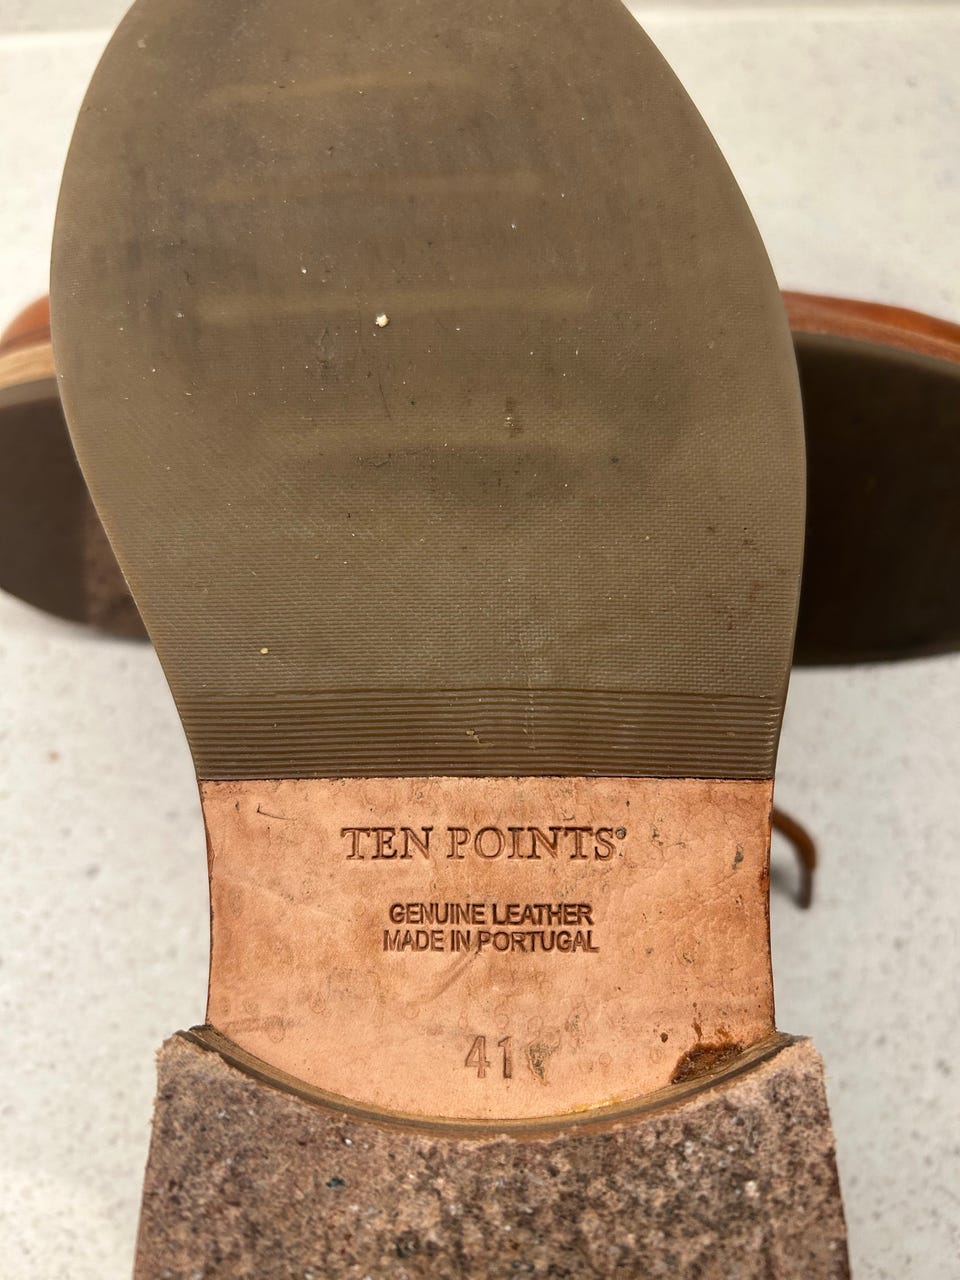 TEN POINTS®
GENUINE LEATHER
MADE IN PORTUGAL
41